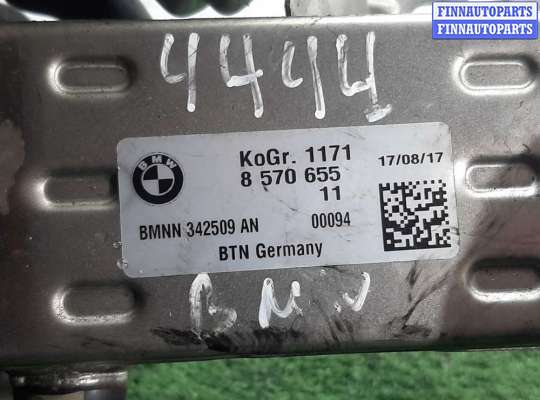 FINNAUTOPARTS
FINNAUTOPARTS
4444
BMW
KoGr. 1171
17/08/17
8 570 655
11
BMNN 342509 AN
00094
BTN Germany
BMW